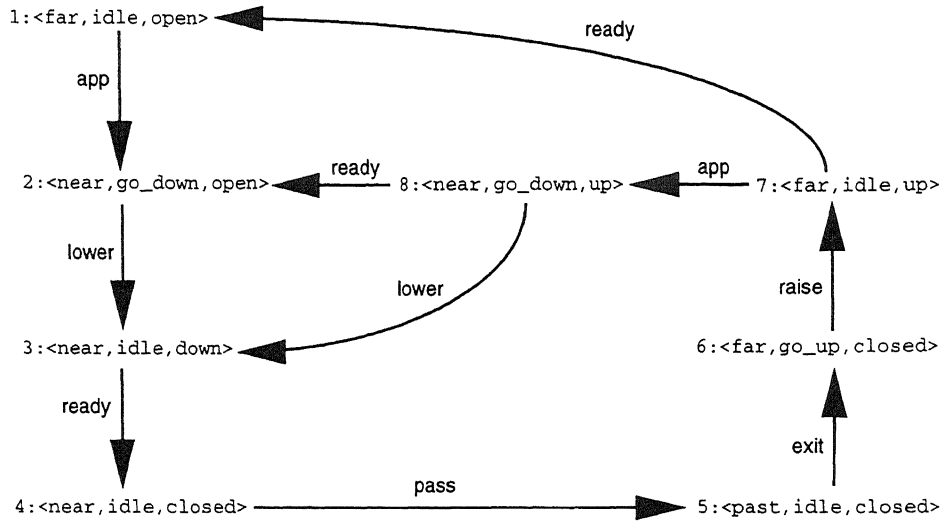 1:<far,idle,open>
ready
app
2:<near,go_down,open>
ready
8:<near,go_down,up>
app
7:<far,idle,up>
lower
lower
raise
3:<near,idle,down>
6:<far,go_up,closed>
ready
exit
4:<near,idle,closed>
pass
5:<past,idle,closed>